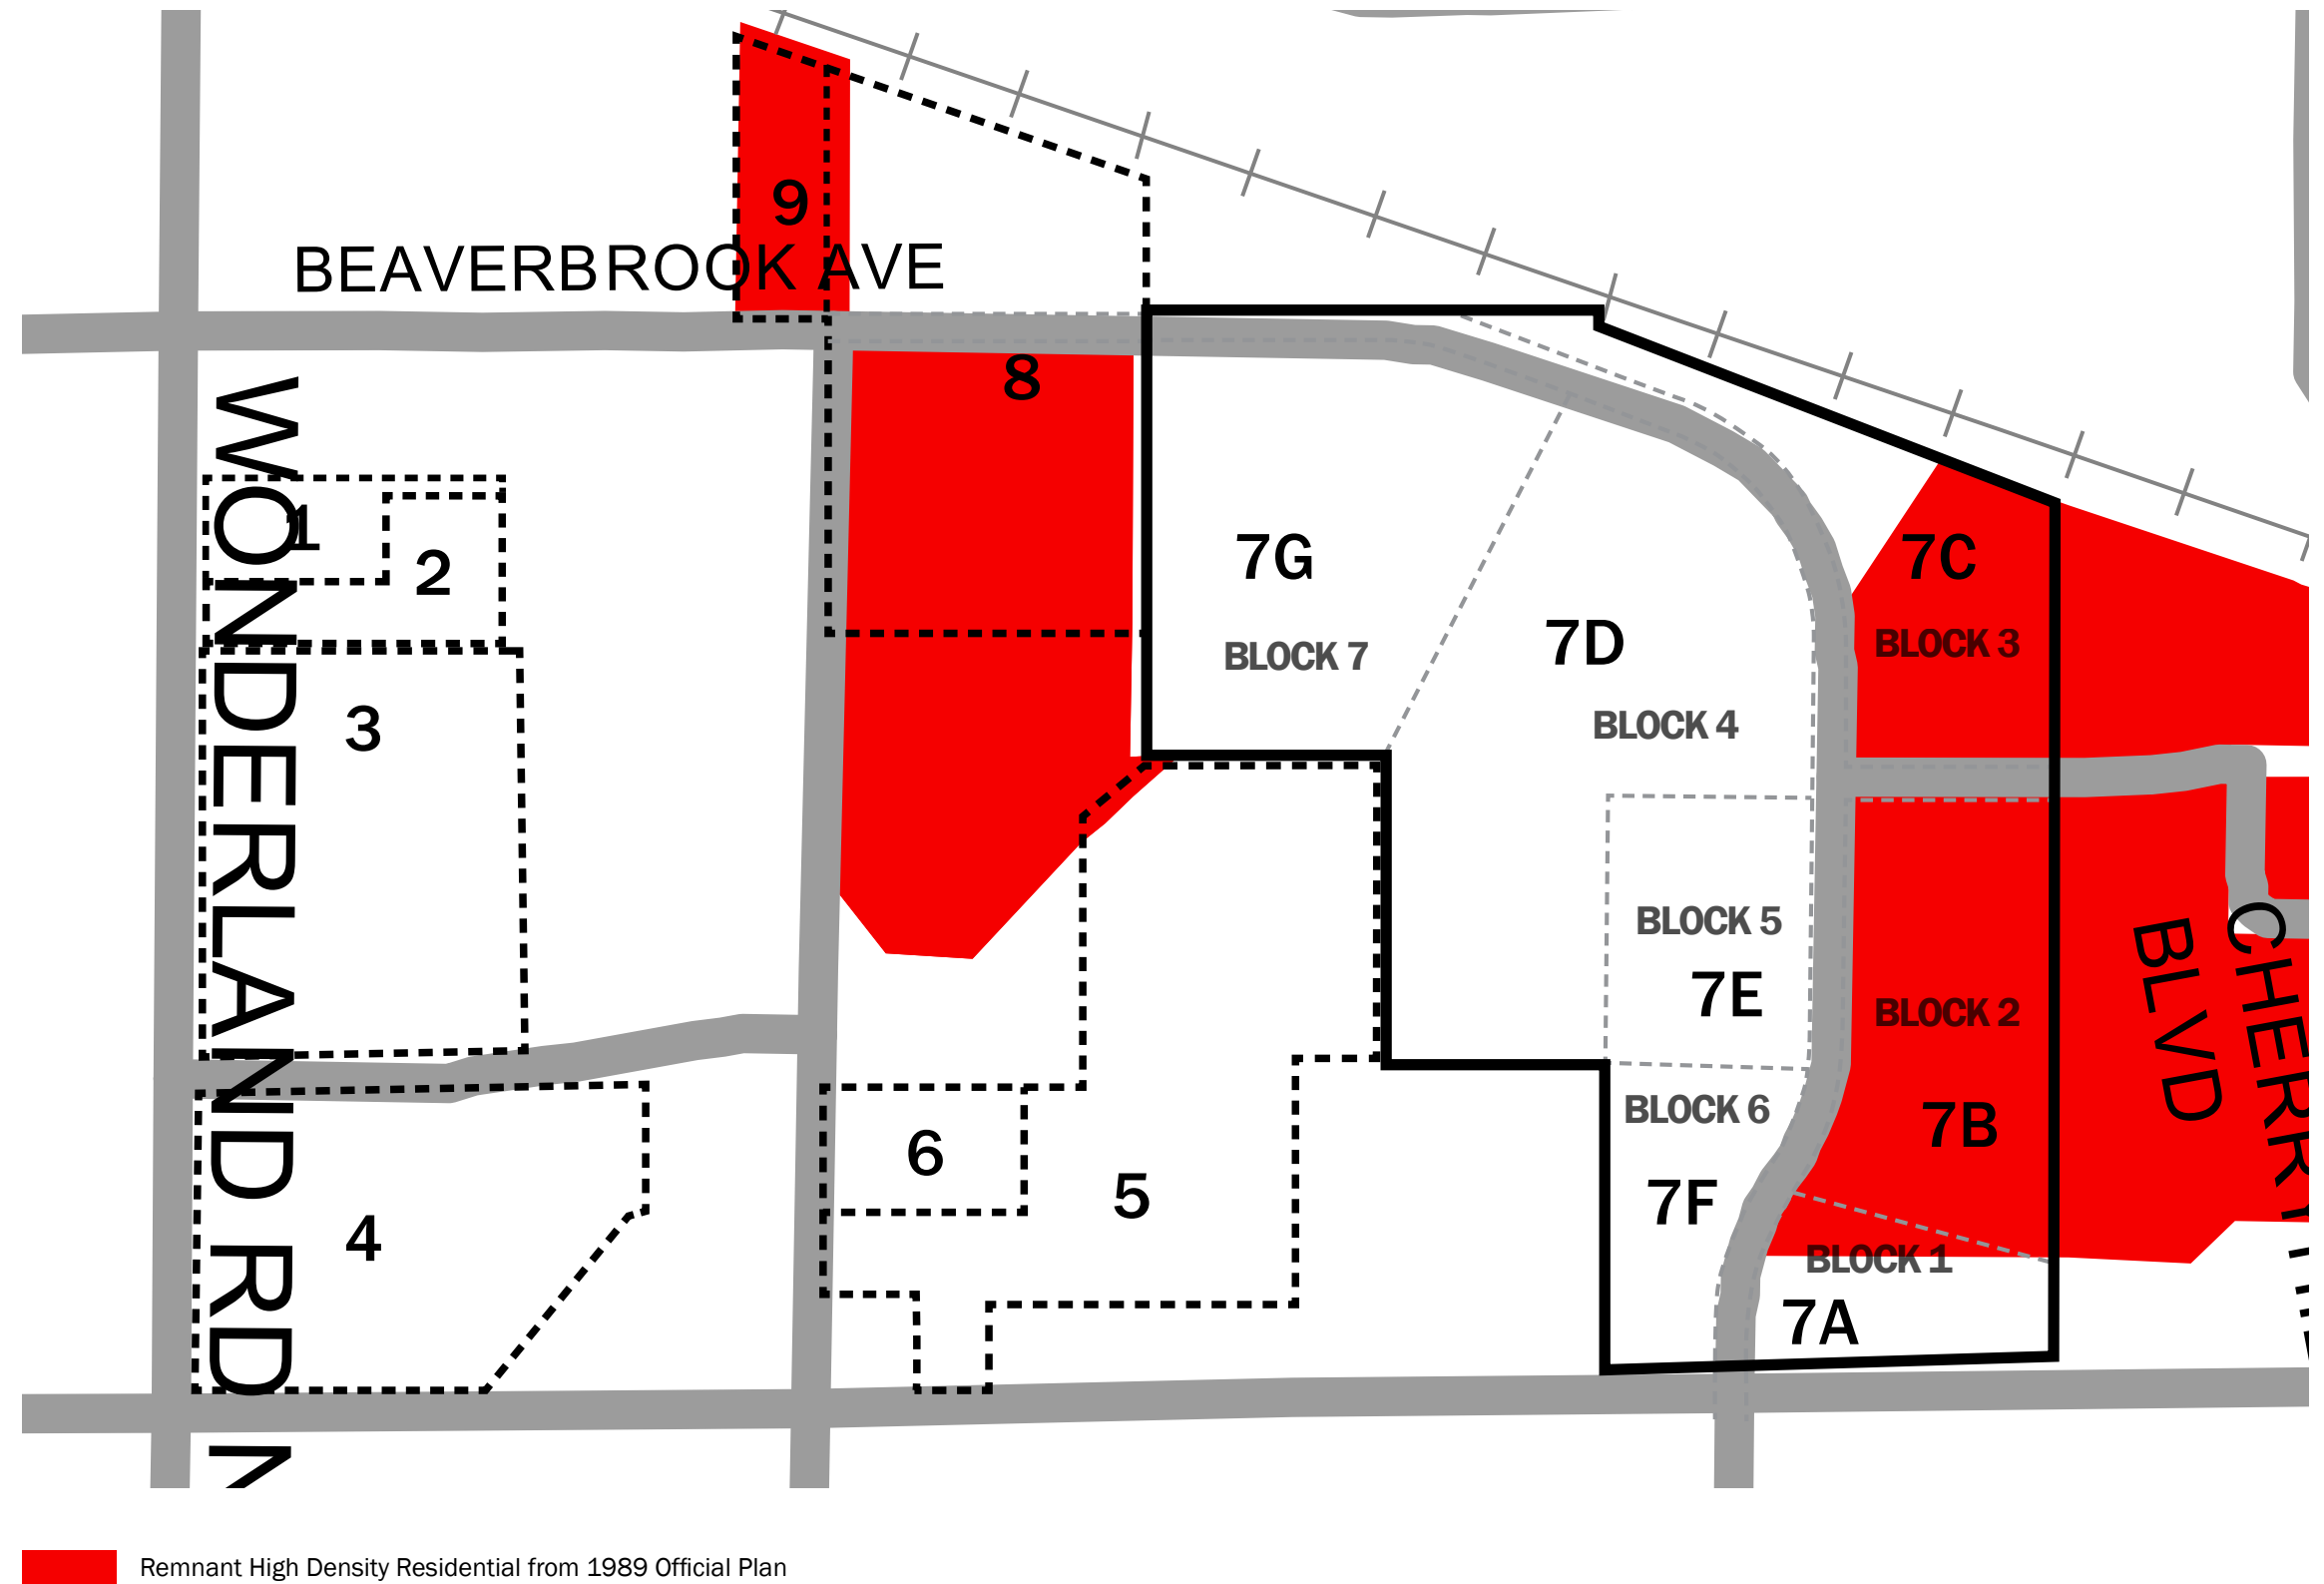 9
BEAVERBROOK AVE
8
WONDERLAND RD N
1
2
3
4
7G
BLOCK 7
7D
BLOCK 4
7C
BLOCK 3
BLOCK 5
7E
BLOCK 2
7B
BLOCK 6
7F
BLOCK 1
7A
6
5
BLVD
Remnant High Density Residential from 1989 Official Plan